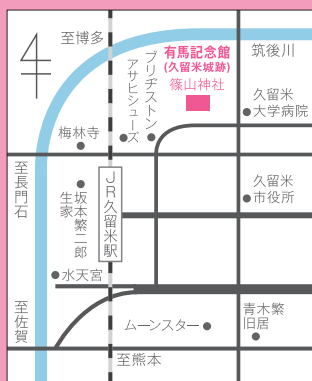 至博多
ブリヂストン
アサヒシューズ
有馬記念館
(久留米城跡)
篠山神社
筑後川
久留米
大学病院
梅林寺
至長門石
坂本繁二郎
生家
JR久留米駅
久留米
市役所
水天宮
至佐賀
ムーンスター
青木繁
旧居
至熊本